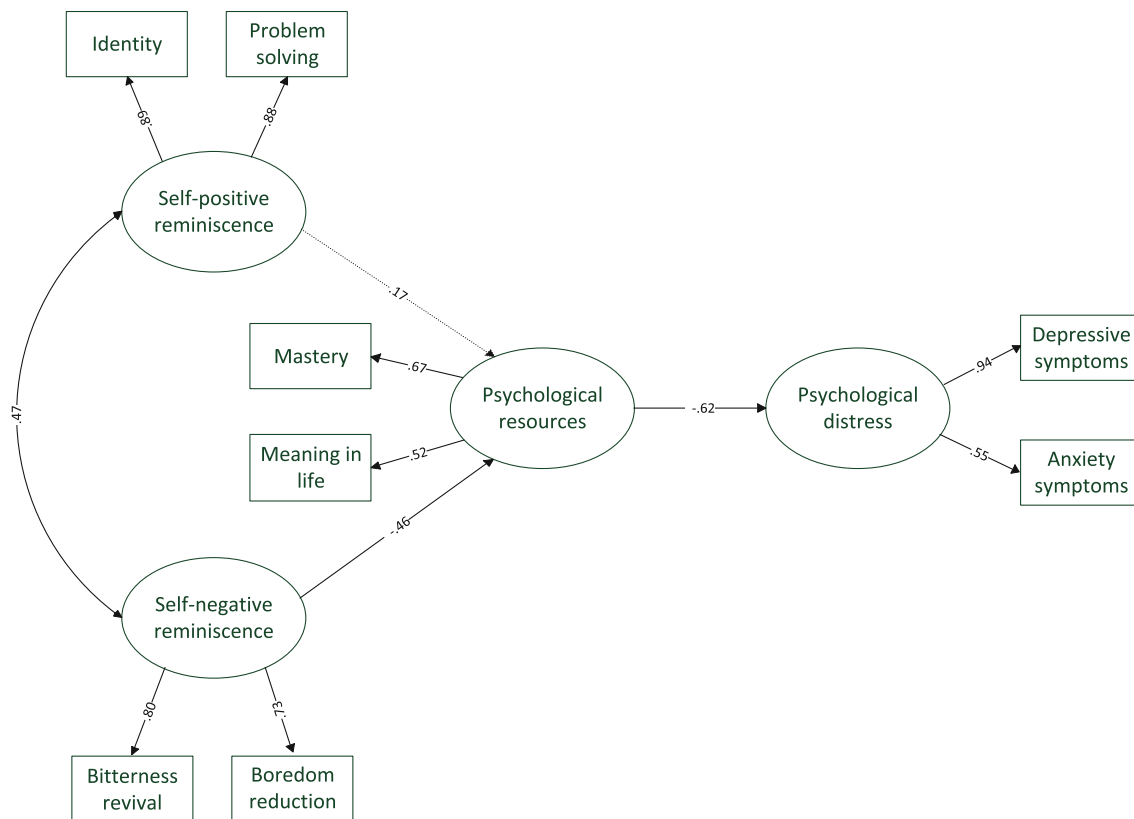 Identity
Problem
solving
.88
Self-positive
reminiscence
.17
Mastery
.67
Psychological
resources
-.62
Psychological
distress
.94
Depressive
symptoms
.47
Meaning in
life
.52
.55
Anxiety
symptoms
-.46
Self-negative
reminiscence
.80
.73
Bitterness
revival
Boredom
reduction